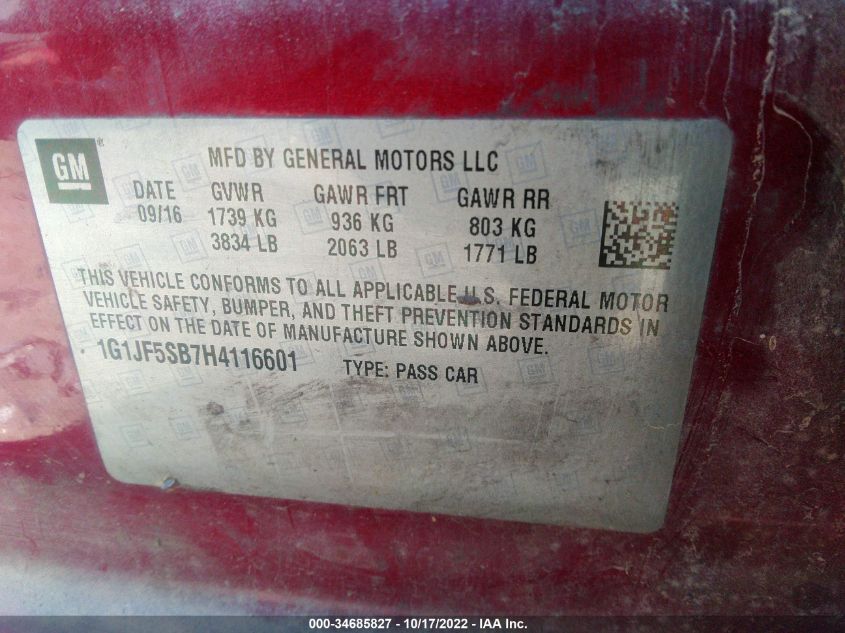 GM ®
MFD BY GENERAL MOTORS LLC
DATE GVWR GAWR FRT GAWR RR
09/16 1739 KG 936 KG 803 KG
3834 LB 2063 LB 1771 LB
THIS VEHICLE CONFORMS TO ALL APPLICABLE U.S. FEDERAL MOTOR
VEHICLE SAFETY, BUMPER, AND THEFT PREVENTION STANDARDS IN
EFFECT ON THE DATE OF MANUFACTURE SHOWN ABOVE.
1G1JF5SB7H4116601 TYPE: PASS CAR
000-34685827 - 10/17/2022 - IAA Inc.